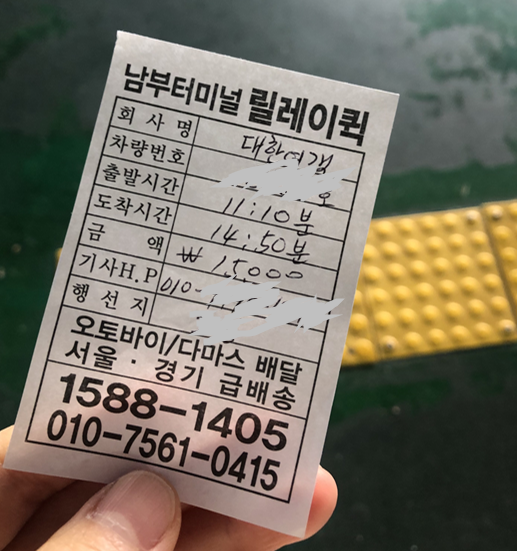 남부터미널 릴레이퀵
회사명 대한여객
차량번호 오
출발시간 11:10분
도착시간 14:50분
금액 ₩ 15,000
기사H.P 010-
행선지
오토바이/다마스 배달
서울·경기 급배송
1588-1405
010-7561-0415